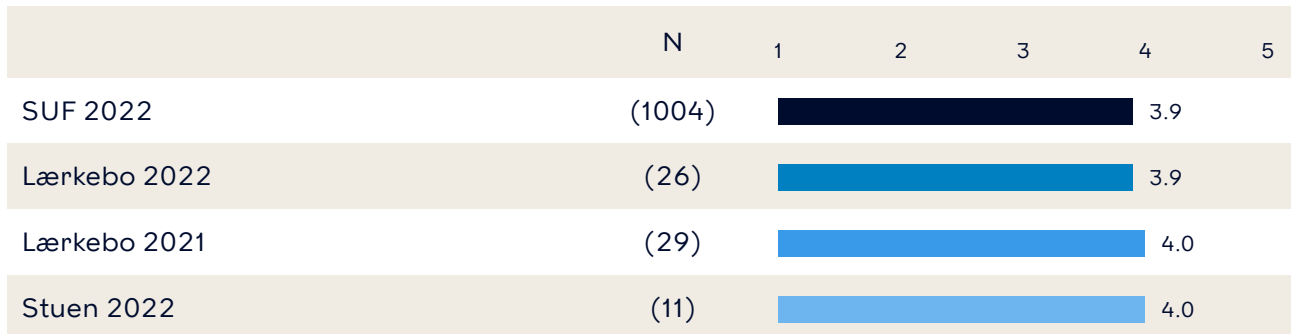 N 1 2 3 4 5
SUF 2022 (1004) 3.9
Lærkebo 2022 (26) 3.9
Lærkebo 2021 (29) 4.0
Stuen 2022 (11) 4.0